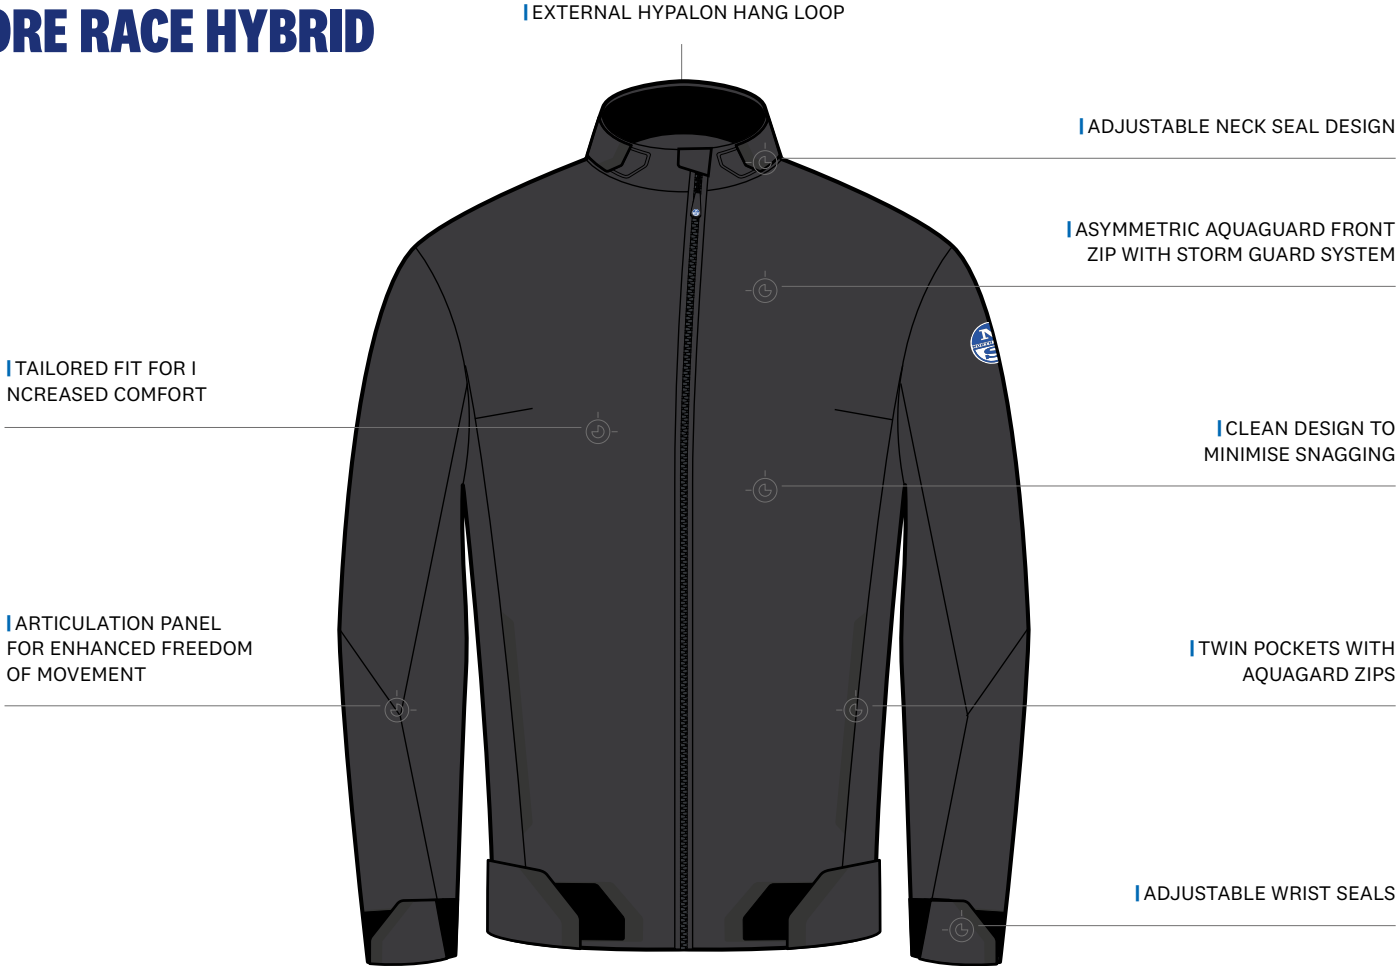 ORE RACE HYBRID
EXTERNAL HYPALON HANG LOOP
ADJUSTABLE NECK SEAL DESIGN
ASYMMETRIC AQUAGUARD FRONT
ZIP WITH STORM GUARD SYSTEM
TAILORED FIT FOR I
NCREASED COMFORT
CLEAN DESIGN TO
MINIMISE SNAGGING
ARTICULATION PANEL
FOR ENHANCED FREEDOM
OF MOVEMENT
TWIN POCKETS WITH
AQUAGARD ZIPS
ADJUSTABLE WRIST SEALS
N
S